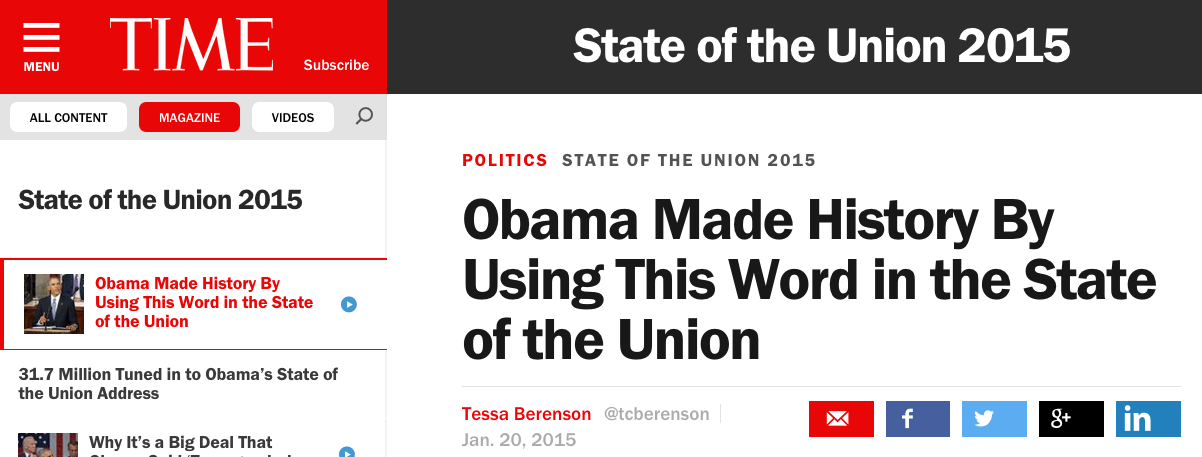 MENU
TIME
Subscribe
State of the Union 2015
ALL CONTENT
MAGAZINE
VIDEOS
State of the Union 2015
Obama Made History By
Using This Word in the State
of the Union
31.7 Million Tuned in to Obama's State of
the Union Address
Why It's a Big Deal That
POLITICS STATE OF THE UNION 2015
Obama Made History By
Using This Word in the State
of the Union
Tessa Berenson @tcberenson
Jan. 20, 2015
f
g+
in